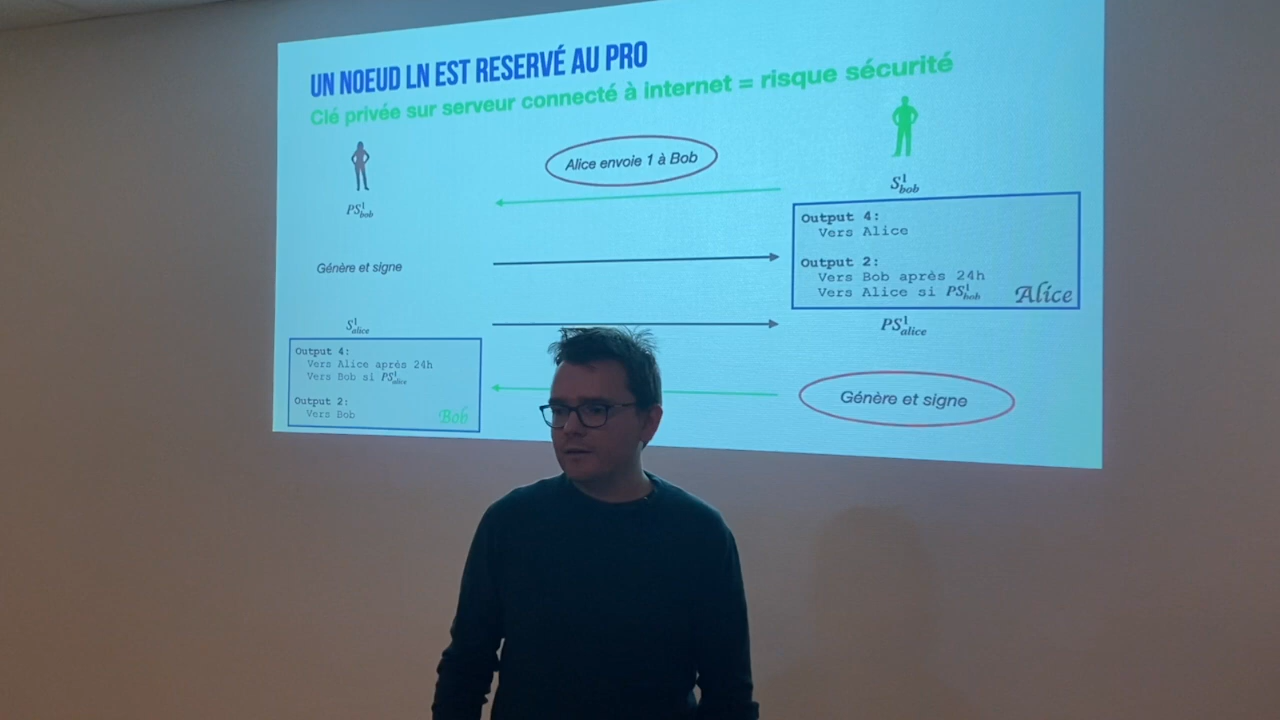 UN NOEUD LN EST RESERVÉ AU PRO
Clé privée sur serveur connecté à internet = risque sécurité
Alice envoie 1 à Bob
PS¹bob
S¹bob
Output 4:
Vers Alice
Output 2:
Vers Bob après 24h
Vers Alice si PS¹bob
Alice
Génère et signe
S¹alice
PS¹alice
Output 4:
Vers Alice après 24h
Vers Bob si PS¹alice
Output 2:
Vers Bob
Bob
Génère et signe